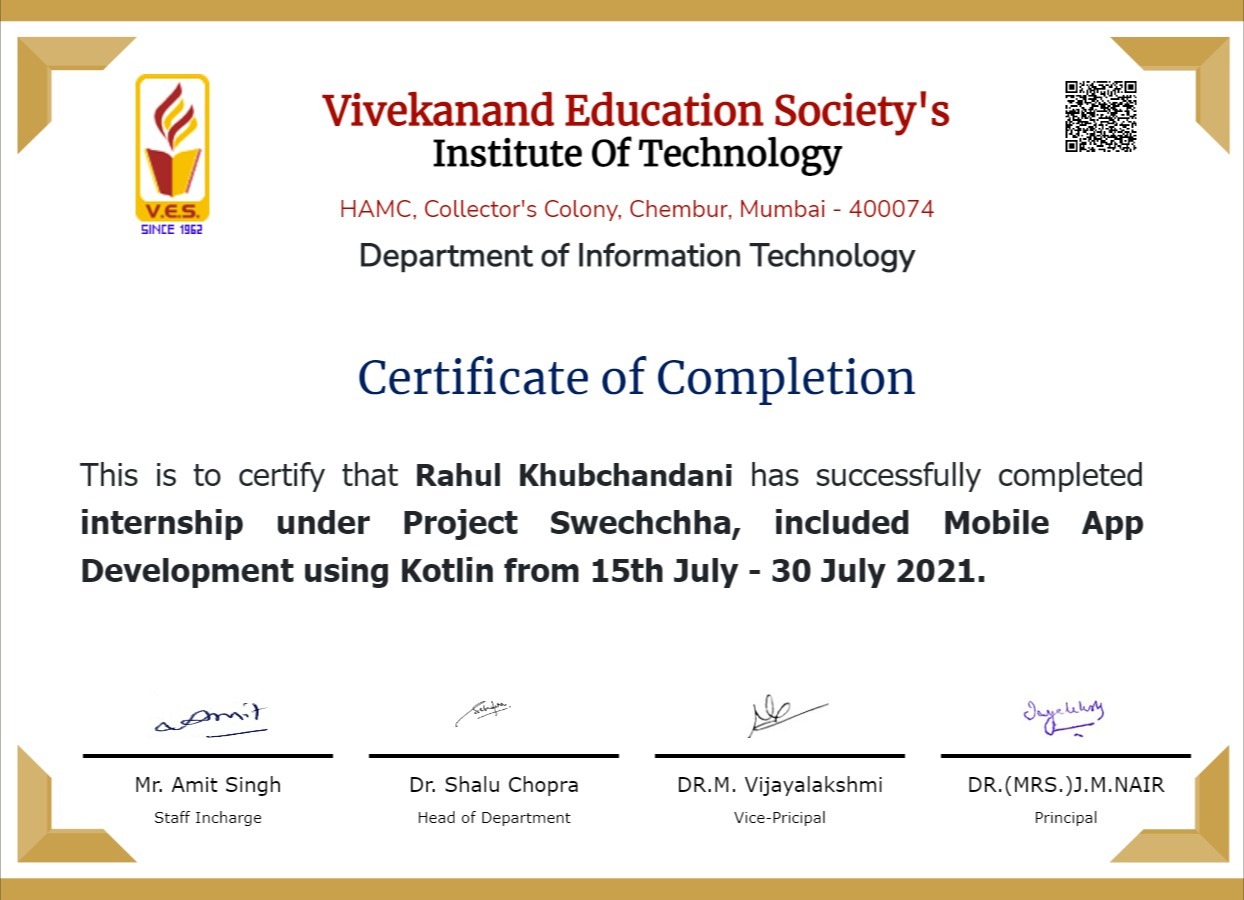 V.E.S.
SINCE 1962
Vivekanand Education Society's
Institute Of Technology
HAMC, Collector's Colony, Chembur, Mumbai - 400074
Department of Information Technology
Certificate of Completion
This is to certify that Rahul Khubchandani has successfully completed
internship under Project Swechchha, included Mobile App
Development using Kotlin from 15th July - 30 July 2021.
Amit
Mr. Amit Singh
Staff Incharge
Dr. Shalu Chopra
Head of Department
DR.M. Vijayalakshmi
Vice-Pricipal
DR.(MRS.)J.M.NAIR
Principal